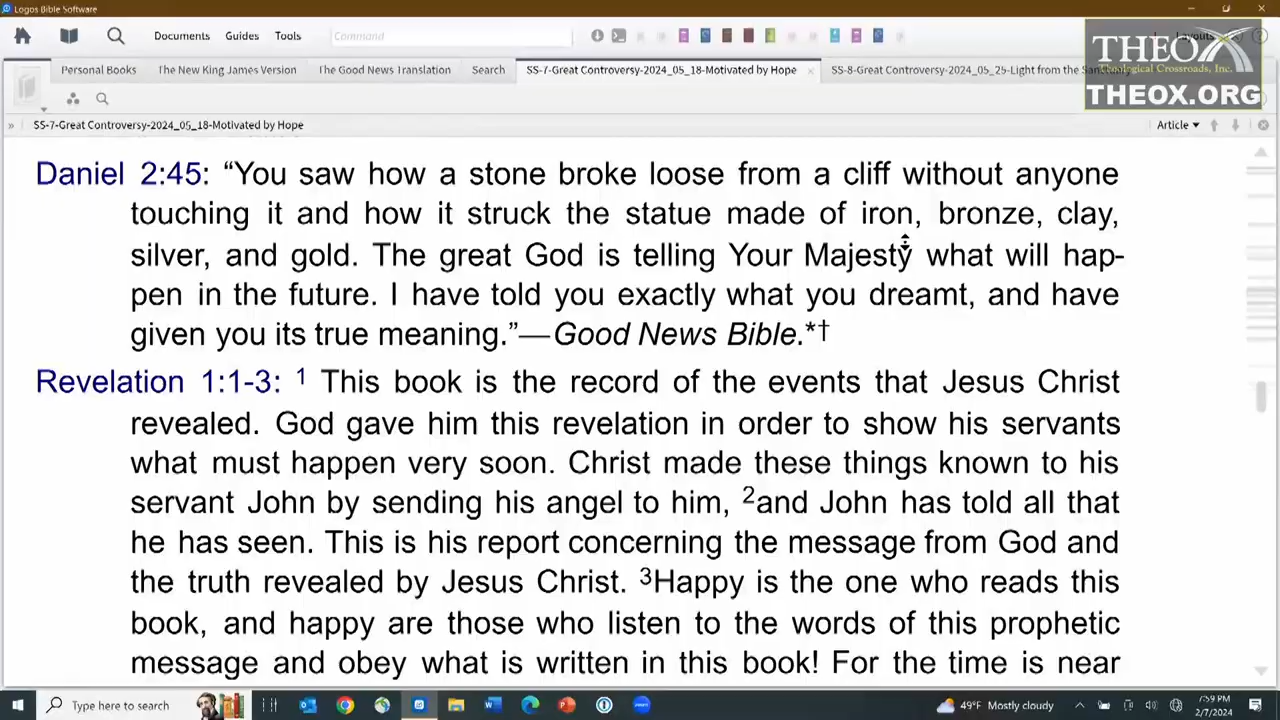 Logos Bible Software
Documents Guides Tools Command
THEOX
Theological Crossroads, Inc.
THEOX.ORG
Personal Books The New King James Version The Good News search SS-7-Great Controversy-2024_05_18-Motivated by Hope × SS-8-Great Controversy-2024_05_25-Light from the
SS-7-Great Controversy-2024_05_18-Motivated by Hope Article
Daniel 2:45: “You saw how a stone broke loose from a cliff without anyone
touching it and how it struck the statue made of iron, bronze, clay,
silver, and gold. The great God is telling Your Majesty what will hap-
pen in the future. I have told you exactly what you dreamt, and have
given you its true meaning.”—Good News Bible.*†
Revelation 1:1-3: 1 This book is the record of the events that Jesus Christ
revealed. God gave him this revelation in order to show his servants
what must happen very soon. Christ made these things known to his
servant John by sending his angel to him, 2and John has told all that
he has seen. This is his report concerning the message from God and
the truth revealed by Jesus Christ. 3Happy is the one who reads this
book, and happy are those who listen to the words of this prophetic
message and obey what is written in this book! For the time is near
Type here to search
49°F Mostly cloudy
7:59 PM
2/7/2024